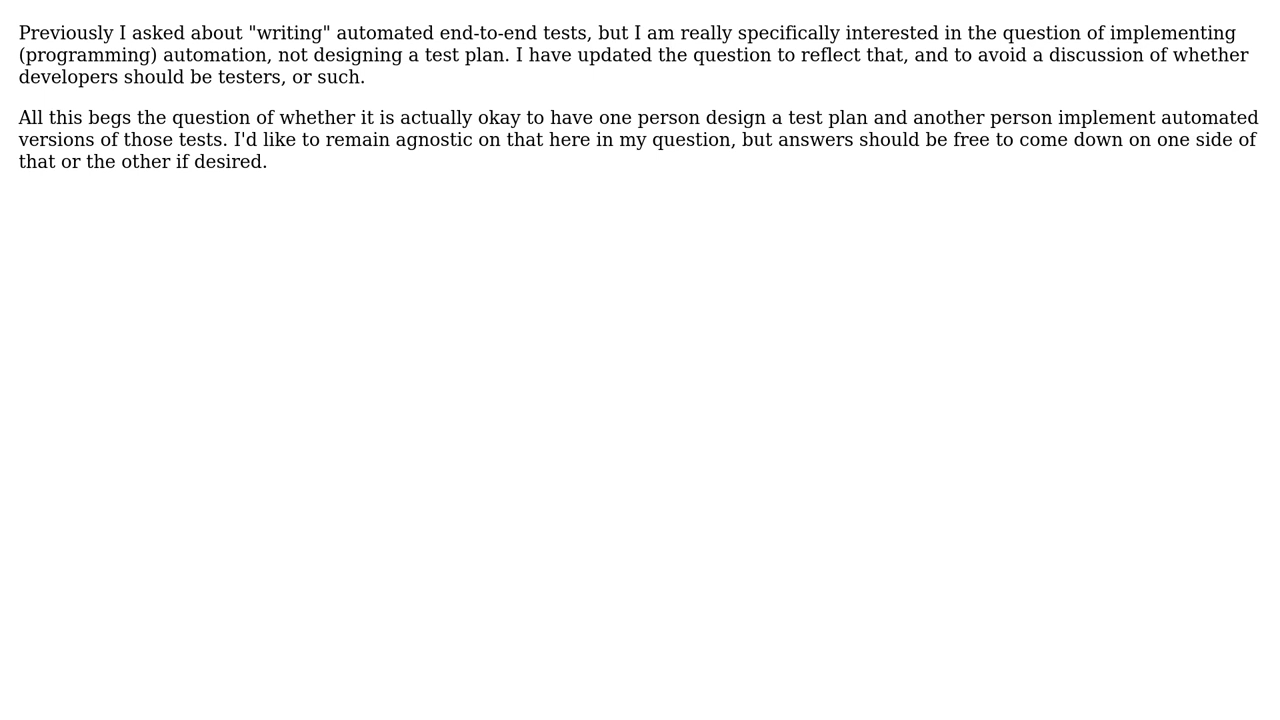 Previously I asked about "writing" automated end-to-end tests, but I am really specifically interested in the question of implementing
(programming) automation, not designing a test plan. I have updated the question to reflect that, and to avoid a discussion of whether
developers should be testers, or such.
All this begs the question of whether it is actually okay to have one person design a test plan and another person implement automated
versions of those tests. I'd like to remain agnostic on that here in my question, but answers should be free to come down on one side of
that or the other if desired.